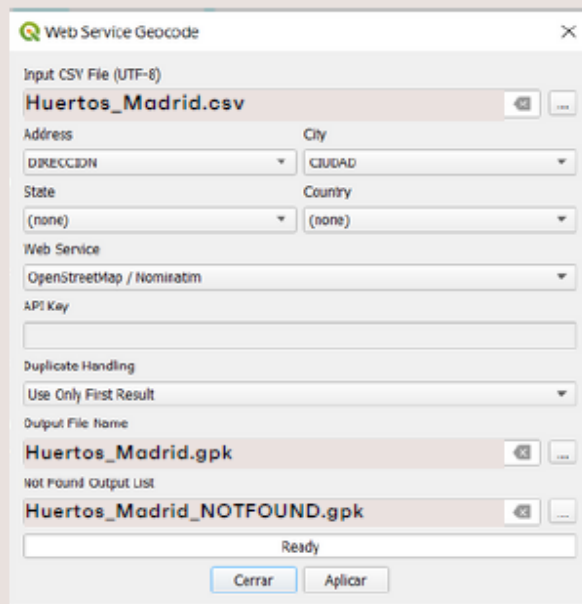 Web Service Geocode
Input CSV File (UTF-8)
Huertos_Madrid.csv
...
Address City
DIRECCION CIUDAD
State Country
(none) (none)
Web Service
OpenStreetMap / Nominatim
API Key
Duplicate Handling
Use Only First Result
Output File Name
Huertos_Madrid.gpk
...
Not Found Output List
Huertos_Madrid_NOTFOUND.gpk
...
Ready
Cerrar Aplicar